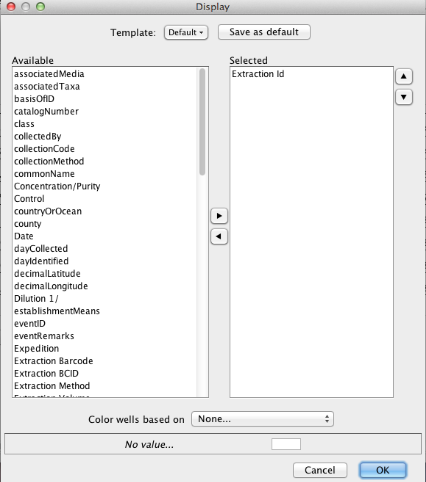 Display
Template: Default Save as default
Available
Selected
associatedMedia
associatedTaxa
basisOfID
catalogNumber
class
collectedBy
collectionCode
collectionMethod
commonName
Concentration/Purity
Control
countryOrOcean
county
Date
dayCollected
dayIdentified
decimalLatitude
decimalLongitude
Dilution 1/
establishmentMeans
eventID
eventRemarks
Expedition
Extraction Barcode
Extraction BCID
Extraction Method
Extraction Volume
Extraction Id
Color wells based on None...
No value...
Cancel OK